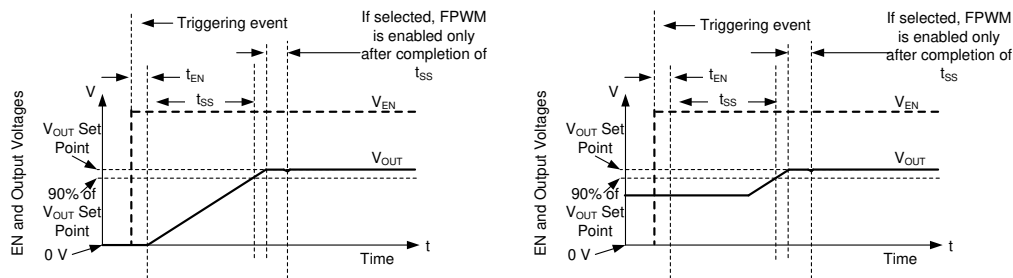 Triggering event
If selected, FPWM
is enabled only
after completion of
tSS
tEN
tSS
V
VEN
VOUT Set
Point
VOUT
90% of
VOUT Set
Point
0 V
t
Time
EN and Output Voltages
Triggering event
If selected, FPWM
is enabled only
after completion of
tSS
tEN
tSS
V
VEN
VOUT Set
Point
VOUT
90% of
VOUT Set
Point
0 V
t
Time
EN and Output Voltages